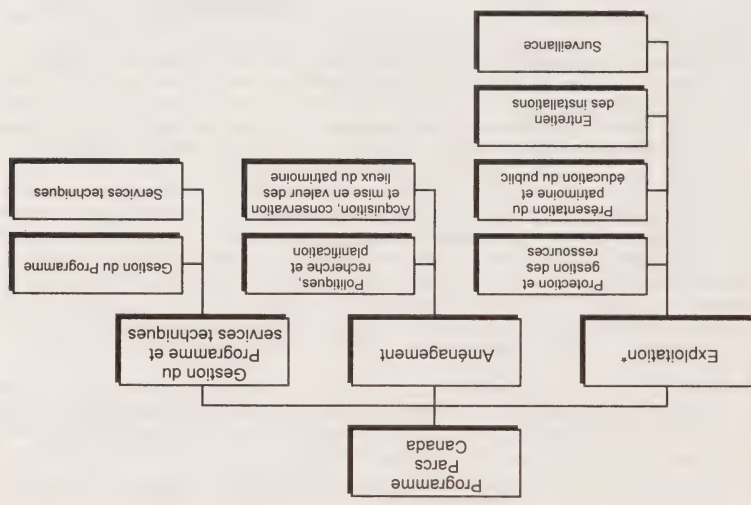 Programme
Parcs
Canada
Exploitation*
Protection et
gestion des
ressources
Présentation du
patrimoine et
éducation du public
Entretien
des installations
Surveillance
Aménagement
Politiques,
recherche et
planification
Acquisition, conservation
et mise en valeur des
lieux du patrimoine
Gestion du
Programme et
services techniques
Gestion du Programme
Services techniques